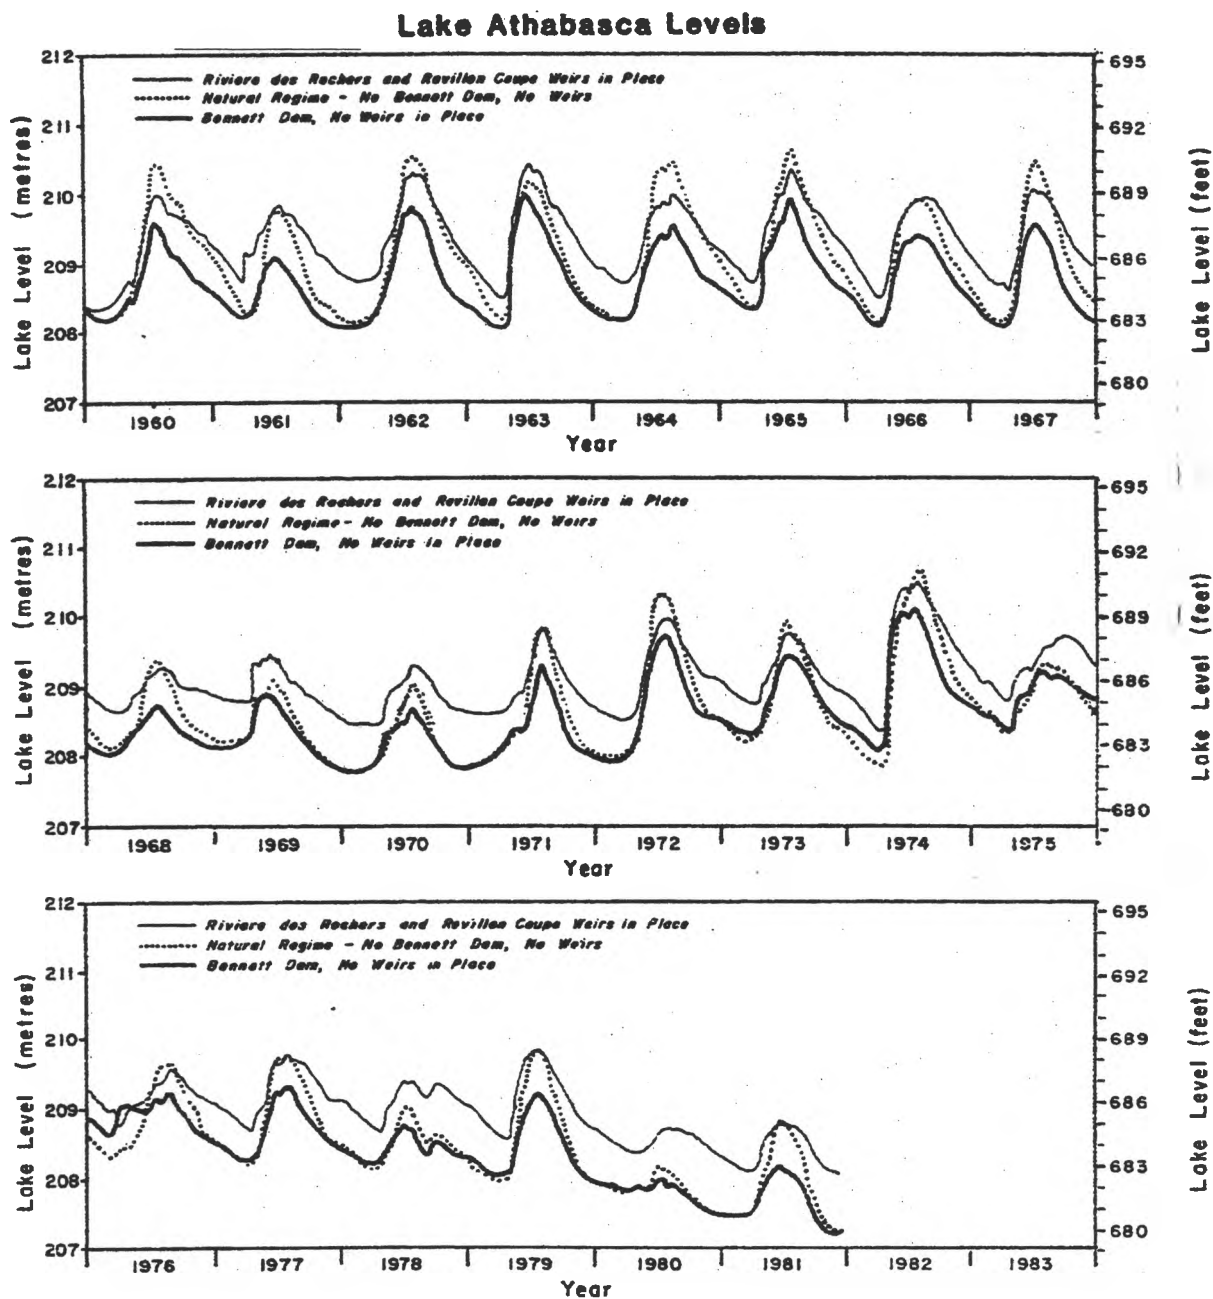 Lake Athabasca Levels
212
211
210
209
208
207
Lake Level (metres)
Riviere des Rochers and Revillon Coupe Weirs in Place
Natural Regime - No Bennett Dam, No Weirs
Bennett Dam, No Weirs in Place
695
692
689
686
683
680
Lake Level (feet)
1960 1961 1962 1963 1964 1965 1966 1967
Year
212
211
210
209
208
207
Lake Level (metres)
Riviere des Rochers and Revillon Coupe Weirs in Place
Natural Regime - No Bennett Dam, No Weirs
Bennett Dam, No Weirs in Place
695
692
689
686
683
680
Lake Level (feet)
1968 1969 1970 1971 1972 1973 1974 1975
Year
212
211
210
209
208
207
Lake Level (metres)
Riviere des Rochers and Revillon Coupe Weirs in Place
Natural Regime - No Bennett Dam, No Weirs
Bennett Dam, No Weirs in Place
695
692
689
686
683
680
Lake Level (feet)
1976 1977 1978 1979 1980 1981 1982 1983
Year